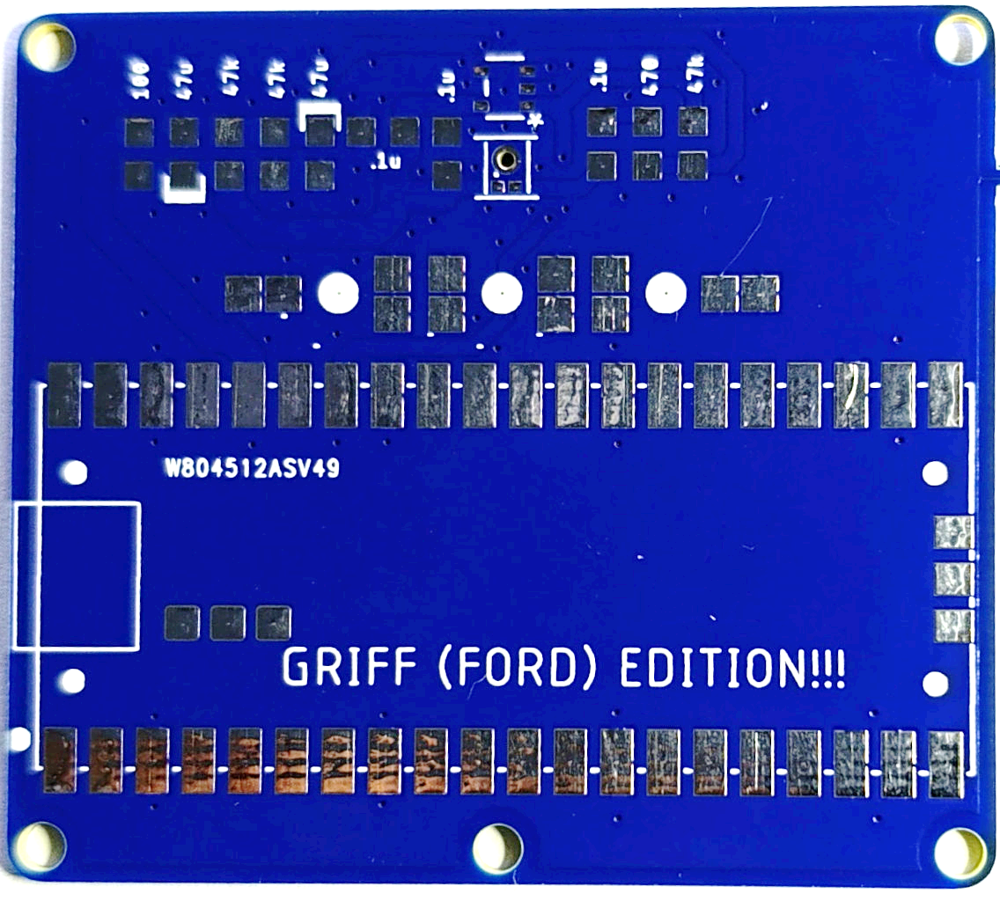 100 47u 47k 47k 47u .1u .1u 470 47k
.1u
W804512ASV49
GRIFF (FORD) EDITION!!!